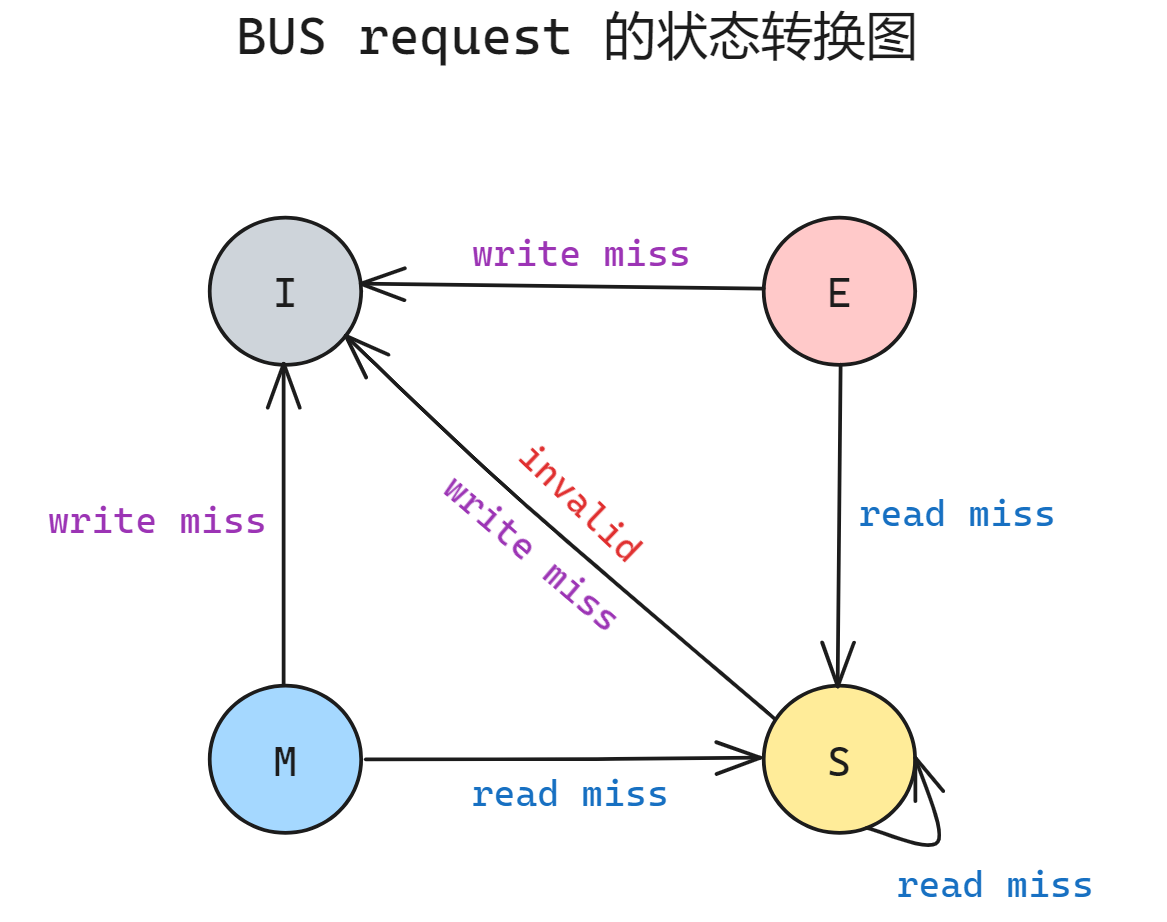 BUS request 的状态转换图
write miss
I
E
invalid
write miss
write miss
read miss
M
S
read miss
read miss